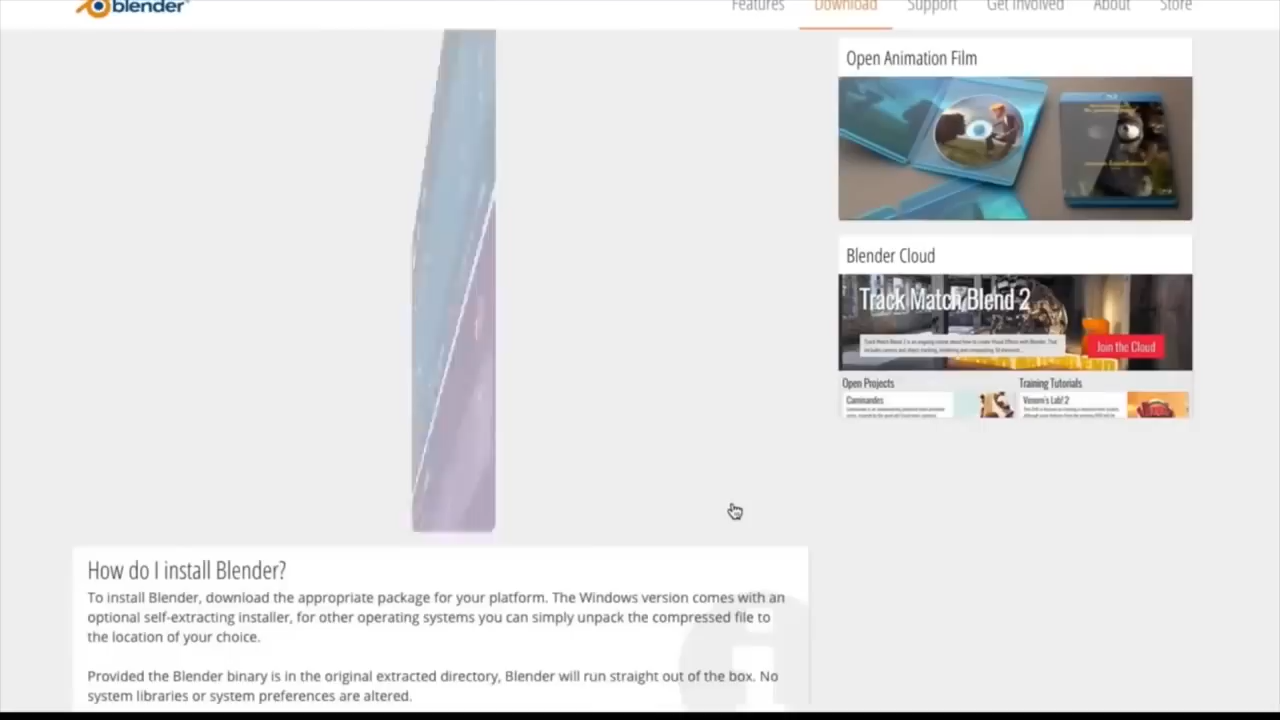 blender
Features Download Support Get Involved About Store
Open Animation Film
Blender Cloud
Track Match Blend 2
Join the Cloud
Open Projects Training Tutorials
Caminandes Venom's Lab! 2
How do I install Blender?
To install Blender, download the appropriate package for your platform. The Windows version comes with an
optional self-extracting installer, for other operating systems you can simply unpack the compressed file to
the location of your choice.
Provided the Blender binary is in the original extracted directory, Blender will run straight out of the box. No
system libraries or system preferences are altered.